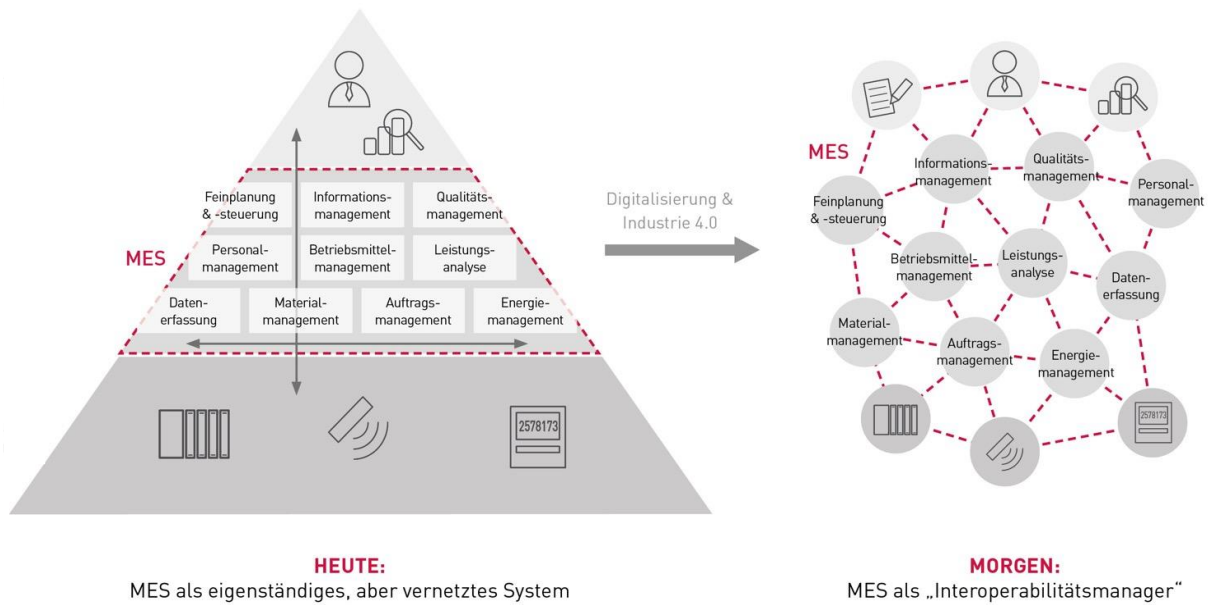 MES
Feinplanung
& -steuerung
Informations-
management
Qualitäts-
management
Personal-
management
Betriebsmittel-
management
Leistungs-
analyse
Daten-
erfassung
Material-
management
Auftrags-
management
Energie-
management
2578173
HEUTE:
MES als eigenständiges, aber vernetztes System
Digitalisierung &
Industrie 4.0
MES
Informations-
management
Qualitäts-
management
Personal-
management
Feinplanung
& -steuerung
Betriebsmittel-
management
Leistungs-
analyse
Daten-
erfassung
Material-
management
Auftrags-
management
Energie-
management
2578173
MORGEN:
MES als „Interoperabilitätsmanager“